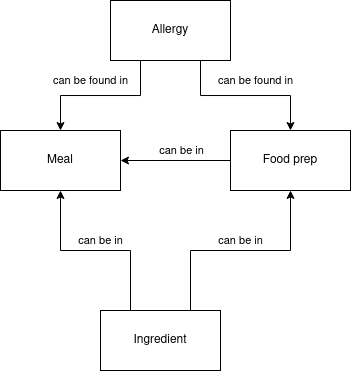 Allergy
can be found in
can be found in
Meal
can be in
Food prep
can be in
can be in
Ingredient